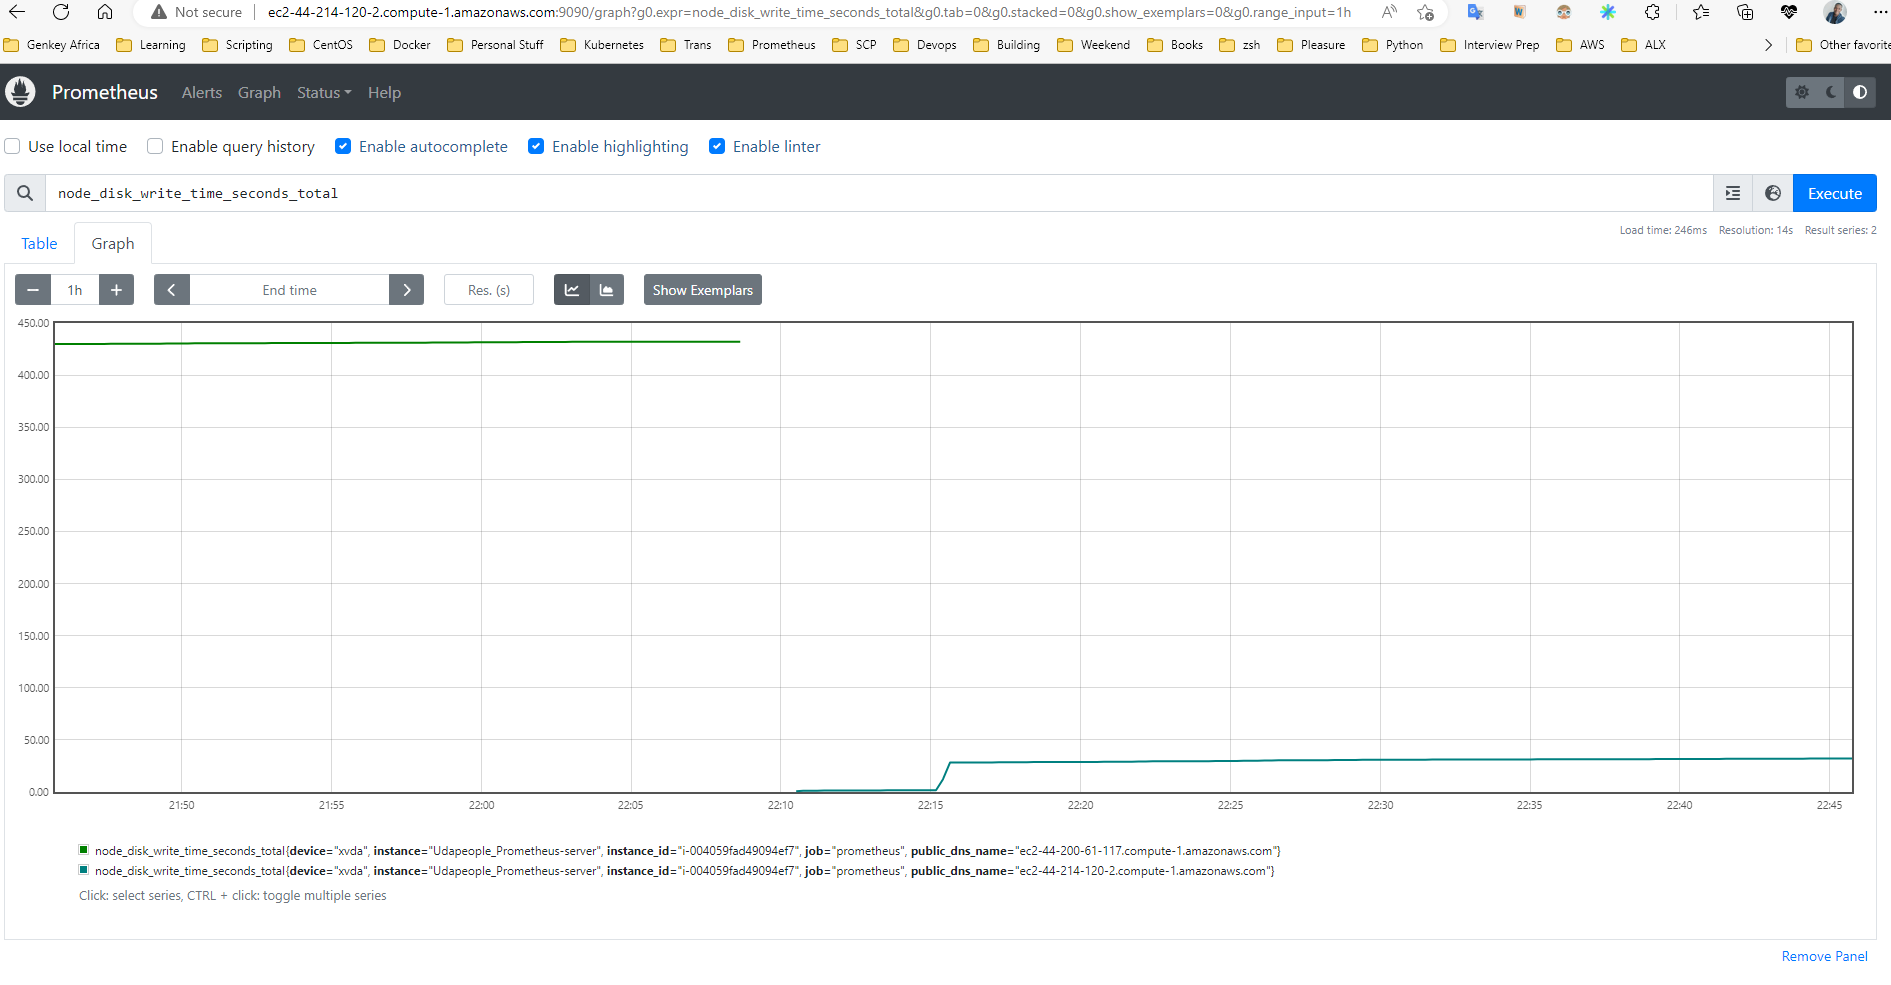 Not secure ec2-44-214-120-2.compute-1.amazonaws.com:9090/graph?g0.expr=node_disk_write_time_seconds_total&g0.tab=0&g0.stacked=0&g0.show_exemplars=0&g0.range_input=1h
Genkey Africa Learning Scripting CentOS Docker Personal Stuff Kubernetes Trans Prometheus SCP Devops Building Weekend Books zsh Pleasure Python Interview Prep AWS ALX Other favorite
Prometheus Alerts Graph Status Help
Use local time Enable query history Enable autocomplete Enable highlighting Enable linter
node_disk_write_time_seconds_total Execute
Table Graph Load time: 246ms Resolution: 14s Result series: 2
1h End time Res. (s) Show Exemplars
450.00
400.00
350.00
300.00
250.00
200.00
150.00
100.00
50.00
0.00
21:50 21:55 22:00 22:05 22:10 22:15 22:20 22:25 22:30 22:35 22:40 22:45
node_disk_write_time_seconds_total{device="xvda", instance="Udapeople_Prometheus-server", instance_id="i-004059fad49094ef7", job="prometheus", public_dns_name="ec2-44-200-61-117.compute-1.amazonaws.com"}
node_disk_write_time_seconds_total{device="xvda", instance="Udapeople_Prometheus-server", instance_id="i-004059fad49094ef7", job="prometheus", public_dns_name="ec2-44-214-120-2.compute-1.amazonaws.com"}
Click: select series, CTRL + click: toggle multiple series
Remove Panel